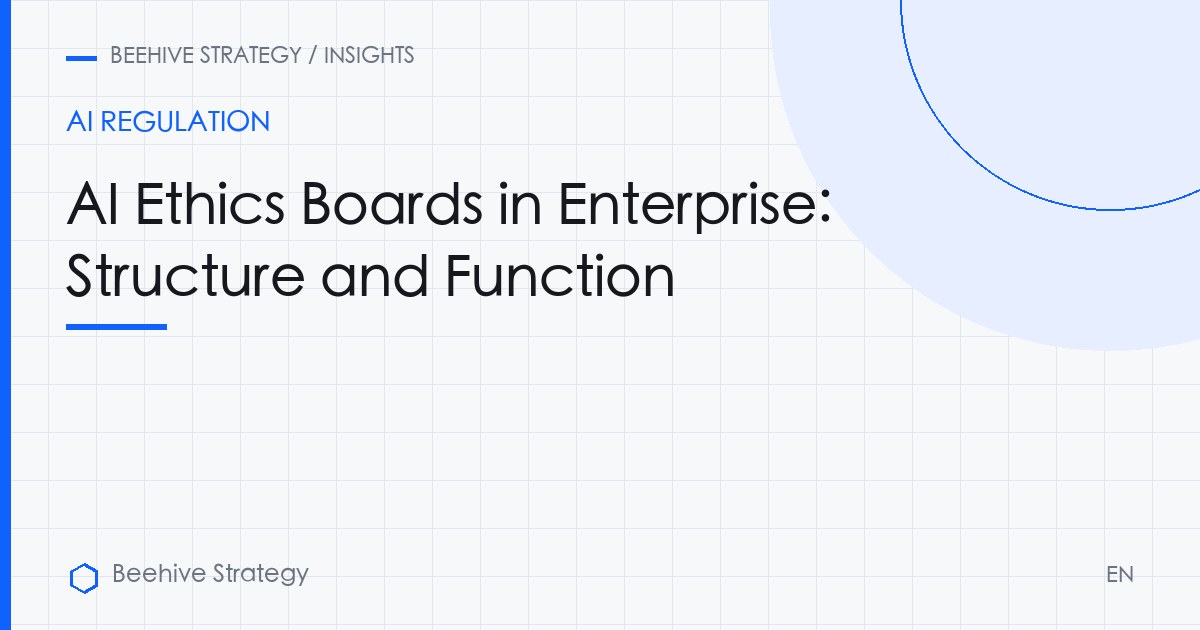 BEEHIVE STRATEGY / INSIGHTS
AI REGULATION
AI Ethics Boards in Enterprise:
Structure and Function
Beehive Strategy
EN